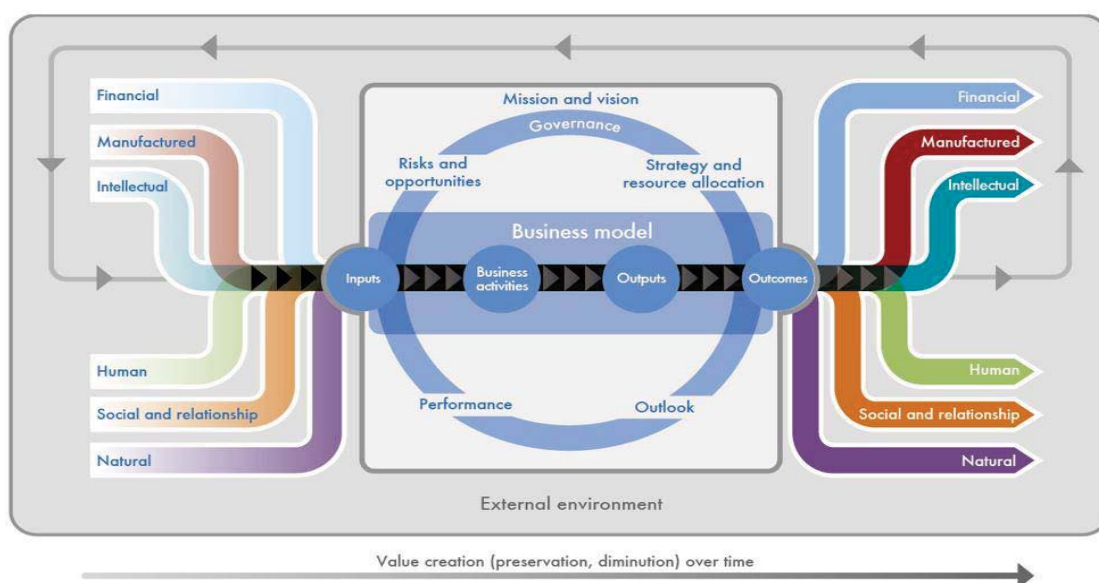 Financial
Manufactured
Intellectual
Human
Social and relationship
Natural
Mission and vision
Governance
Risks and
opportunities
Strategy and
resource allocation
Business model
Inputs
Business
activities
Outputs
Outcomes
Performance
Outlook
Financial
Manufactured
Intellectual
Human
Social and relationship
Natural
External environment
Value creation (preservation, diminution) over time